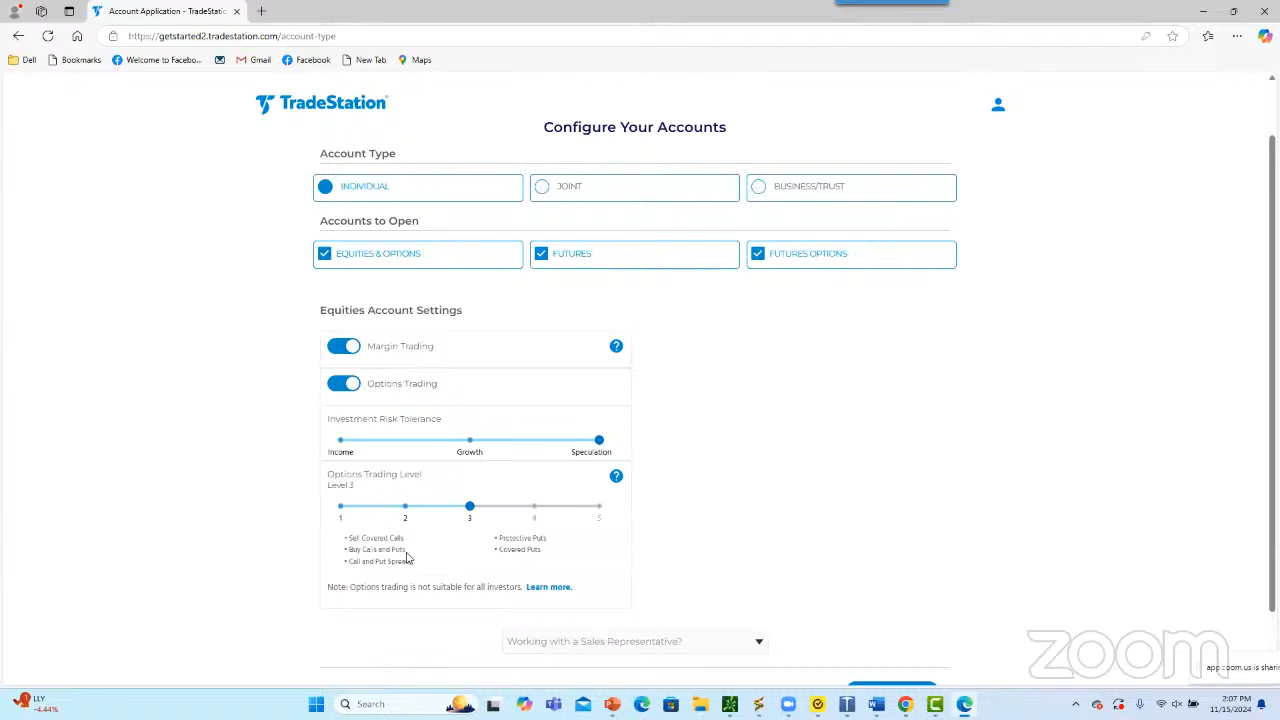 Account Application - TradeStation
https://getstarted2.tradestation.com/account-type
Dell
Bookmarks
Welcome to Facebo...
Gmail
Facebook
New Tab
Maps
TradeStation
Configure Your Accounts
Account Type
INDIVIDUAL
JOINT
BUSINESS/TRUST
Accounts to Open
EQUITIES & OPTIONS
FUTURES
FUTURES OPTIONS
Equities Account Settings
Margin Trading
?
Options Trading
Investment Risk Tolerance
Income
Growth
Speculation
Options Trading Level
?
Level 3
1 2 3 4 5
• Sell Covered Calls
• Protective Puts
• Buy Calls and Puts
• Covered Puts
• Call and Put Spreads
Note: Options trading is not suitable for all investors. Learn more.
Working with a Sales Representative?
zoom
app.zoom.us is sharin
1
LLY
-4.44%
Search
2:07 PM
11/15/2024